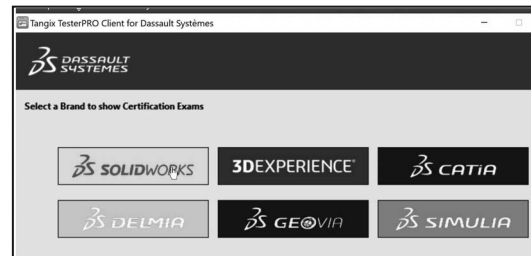 Tangix TesterPRO Client for Dassault Systèmes
DASSAULT
SYSTEMES
Select a Brand to show Certification Exams
SOLIDWORKS
3DEXPERIENCE®
CATIA
DELMIA
GEOVIA
SIMULIA